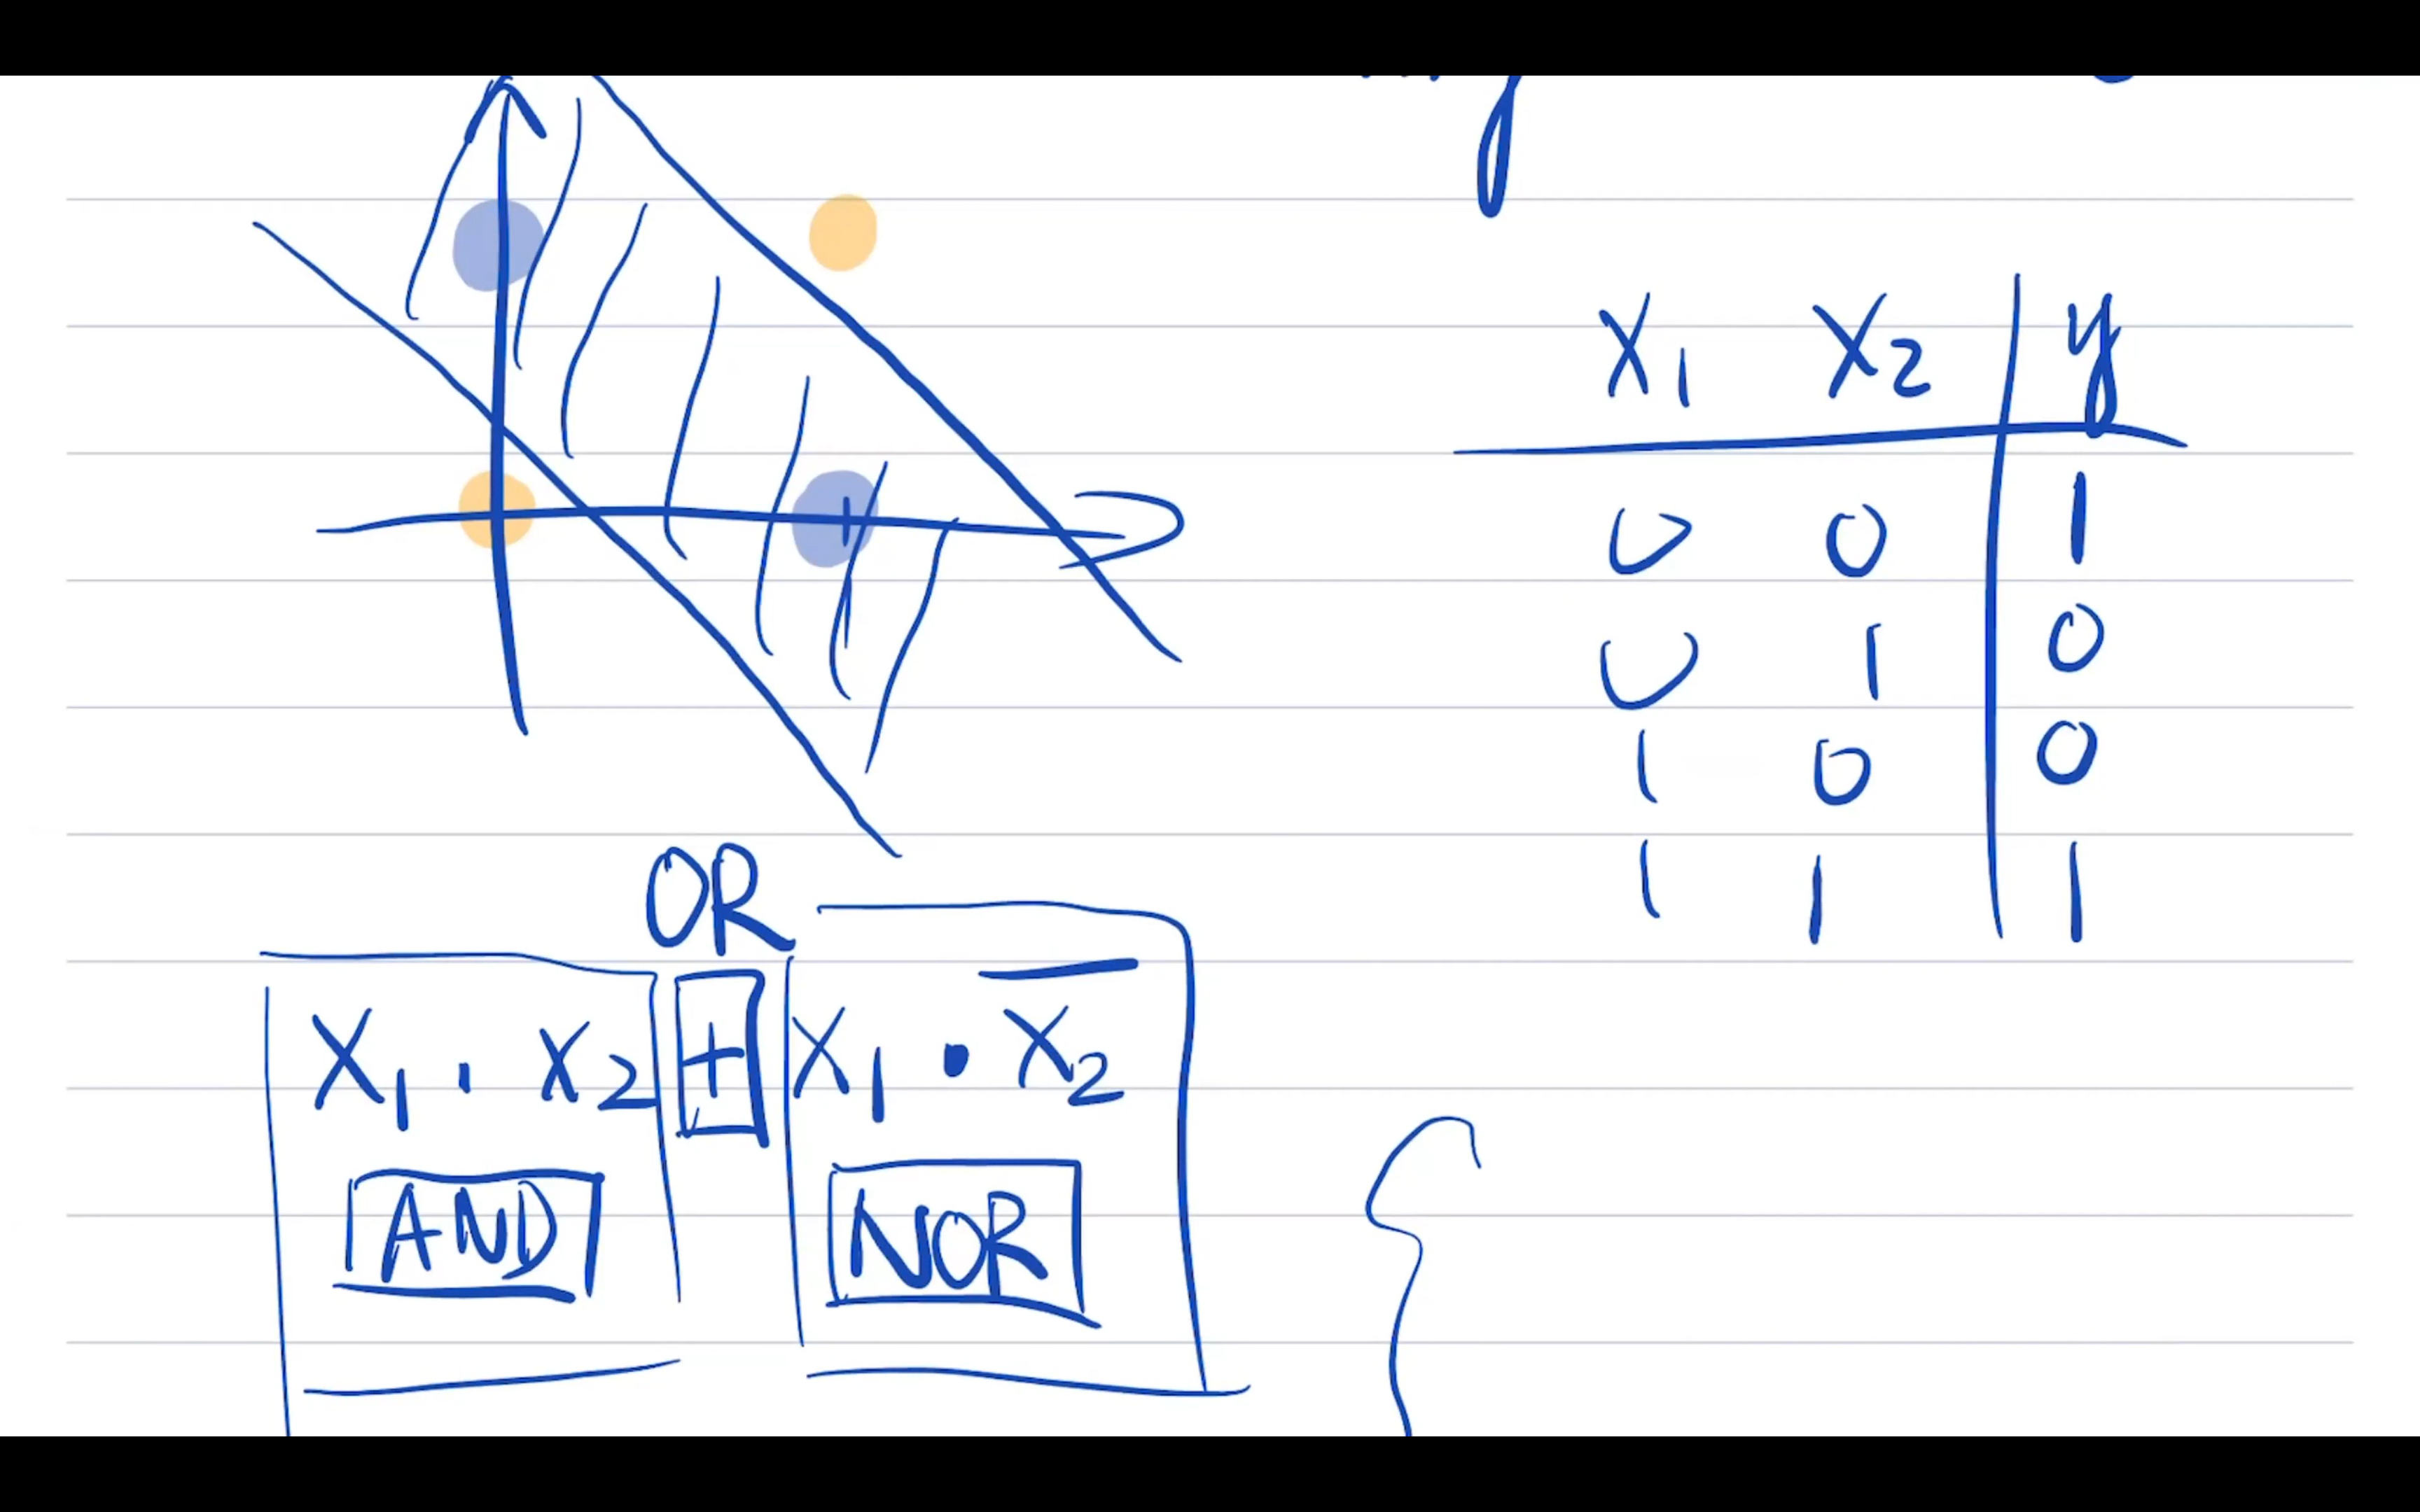 x₁ x₂ y
0 0 1
0 1 0
1 0 0
1 1 1
OR
x₁ . x₂ + x₁ . x̅₂
AND NOR